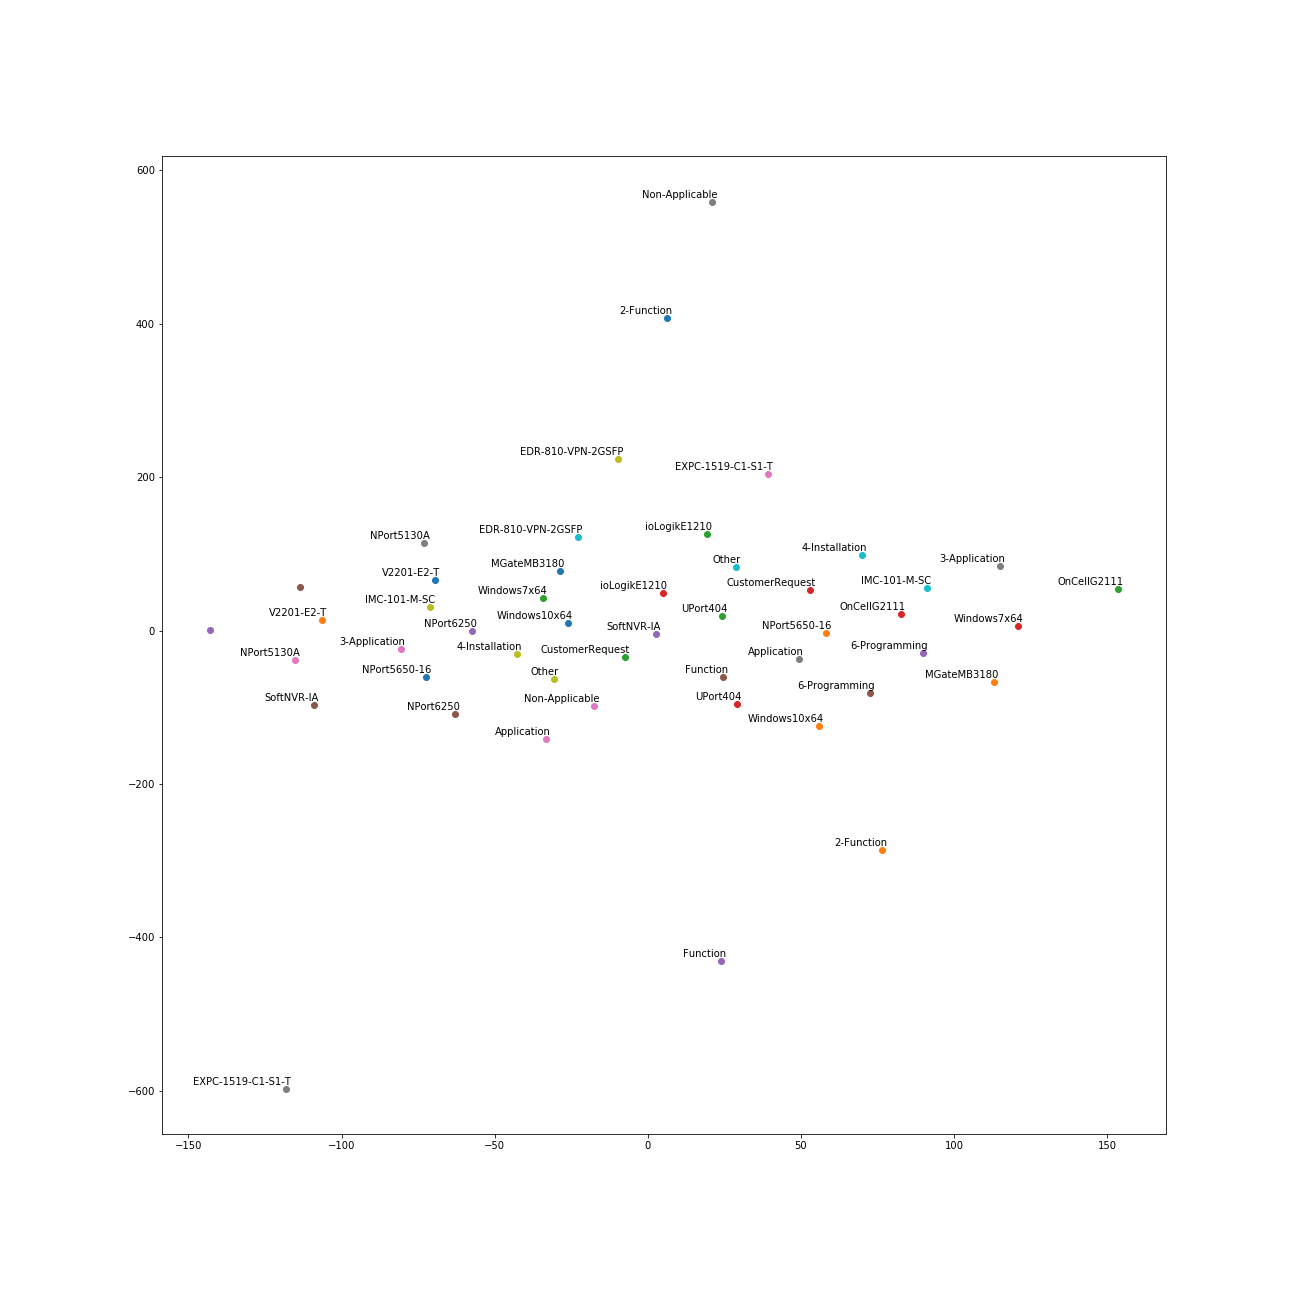 600
Non-Applicable
400
2-Function
EDR-810-VPN-2GSFP
200
EXPC-1519-C1-S1-T
ioLogikE1210
EDR-810-VPN-2GSFP
NPort5130A
4-Installation
Other
3-Application
MGateMB3180
V2201-E2-T
CustomerRequest
IMC-101-M-SC
OnCellG2111
ioLogikE1210
Windows7x64
IMC-101-M-SC
OnCellG2111
UPort404
V2201-E2-T
Windows10x64
Windows7x64
NPort6250
SoftNVR-IA
NPort5650-16
0
3-Application
4-Installation
6-Programming
CustomerRequest
Application
NPort5130A
NPort5650-16
Function
Other
MGateMB3180
6-Programming
SoftNVR-IA
Non-Applicable
UPort404
NPort6250
Windows10x64
Application
−200
2-Function
−400
Function
EXPC-1519-C1-S1-T
−600
−150 −100 −50 0 50 100 150